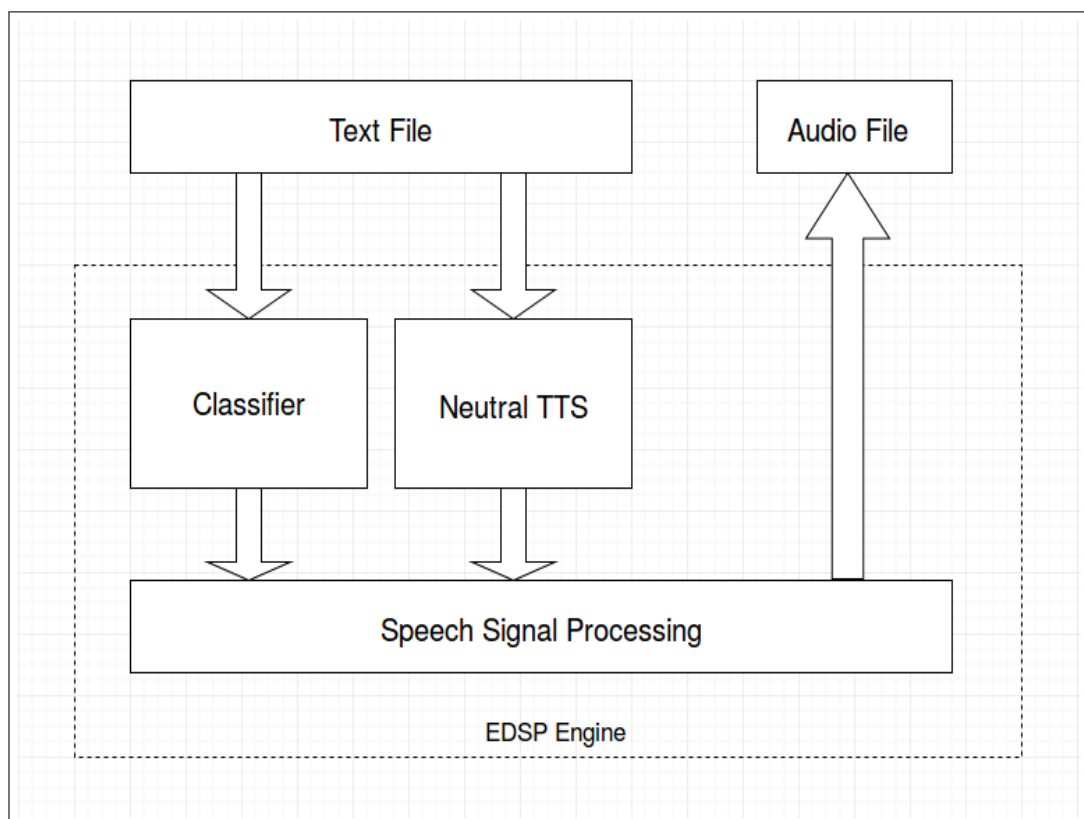 Text File
Audio File
Classifier
Neutral TTS
Speech Signal Processing
EDSP Engine